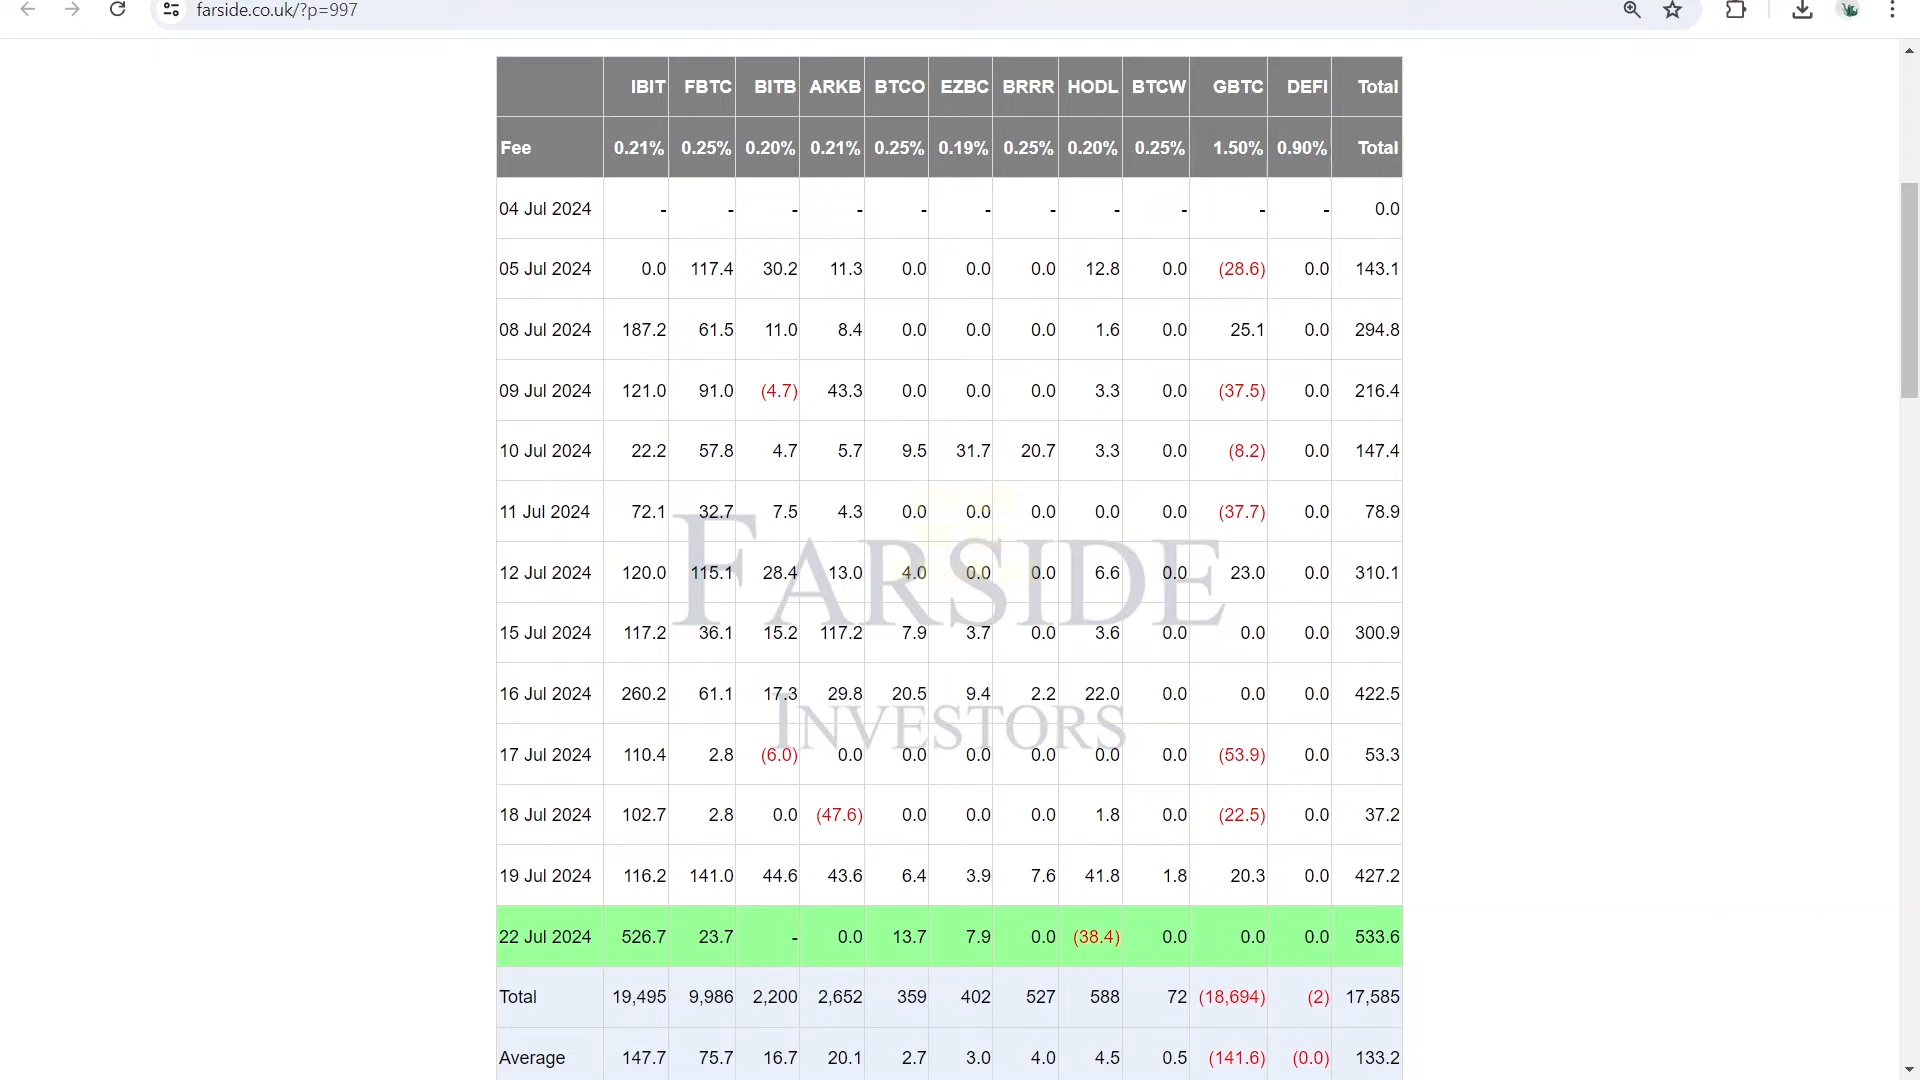 farside.co.uk/?p=997
IBIT FBTC BITB ARKB BTCO EZBC BRRR HODL BTCW GBTC DEFI Total
Fee 0.21% 0.25% 0.20% 0.21% 0.25% 0.19% 0.25% 0.20% 0.25% 1.50% 0.90% Total
04 Jul 2024 - - - - - - - - - - - 0.0
05 Jul 2024 0.0 117.4 30.2 11.3 0.0 0.0 0.0 12.8 0.0 (28.6) 0.0 143.1
08 Jul 2024 187.2 61.5 11.0 8.4 0.0 0.0 0.0 1.6 0.0 25.1 0.0 294.8
09 Jul 2024 121.0 91.0 (4.7) 43.3 0.0 0.0 0.0 3.3 0.0 (37.5) 0.0 216.4
10 Jul 2024 22.2 57.8 4.7 5.7 9.5 31.7 20.7 3.3 0.0 (8.2) 0.0 147.4
11 Jul 2024 72.1 32.7 7.5 4.3 0.0 0.0 0.0 0.0 0.0 (37.7) 0.0 78.9
12 Jul 2024 120.0 115.1 28.4 13.0 4.0 0.0 0.0 6.6 0.0 23.0 0.0 310.1
FARSIDE
15 Jul 2024 117.2 36.1 15.2 117.2 7.9 3.7 0.0 3.6 0.0 0.0 0.0 300.9
16 Jul 2024 260.2 61.1 17.3 29.8 20.5 9.4 2.2 22.0 0.0 0.0 0.0 422.5
INVESTORS
17 Jul 2024 110.4 2.8 (6.0) 0.0 0.0 0.0 0.0 0.0 0.0 (53.9) 0.0 53.3
18 Jul 2024 102.7 2.8 0.0 (47.6) 0.0 0.0 0.0 1.8 0.0 (22.5) 0.0 37.2
19 Jul 2024 116.2 141.0 44.6 43.6 6.4 3.9 7.6 41.8 1.8 20.3 0.0 427.2
22 Jul 2024 526.7 23.7 - 0.0 13.7 7.9 0.0 (38.4) 0.0 0.0 0.0 533.6
Total 19,495 9,986 2,200 2,652 359 402 527 588 72 (18,694) (2) 17,585
Average 147.7 75.7 16.7 20.1 2.7 3.0 4.0 4.5 0.5 (141.6) (0.0) 133.2